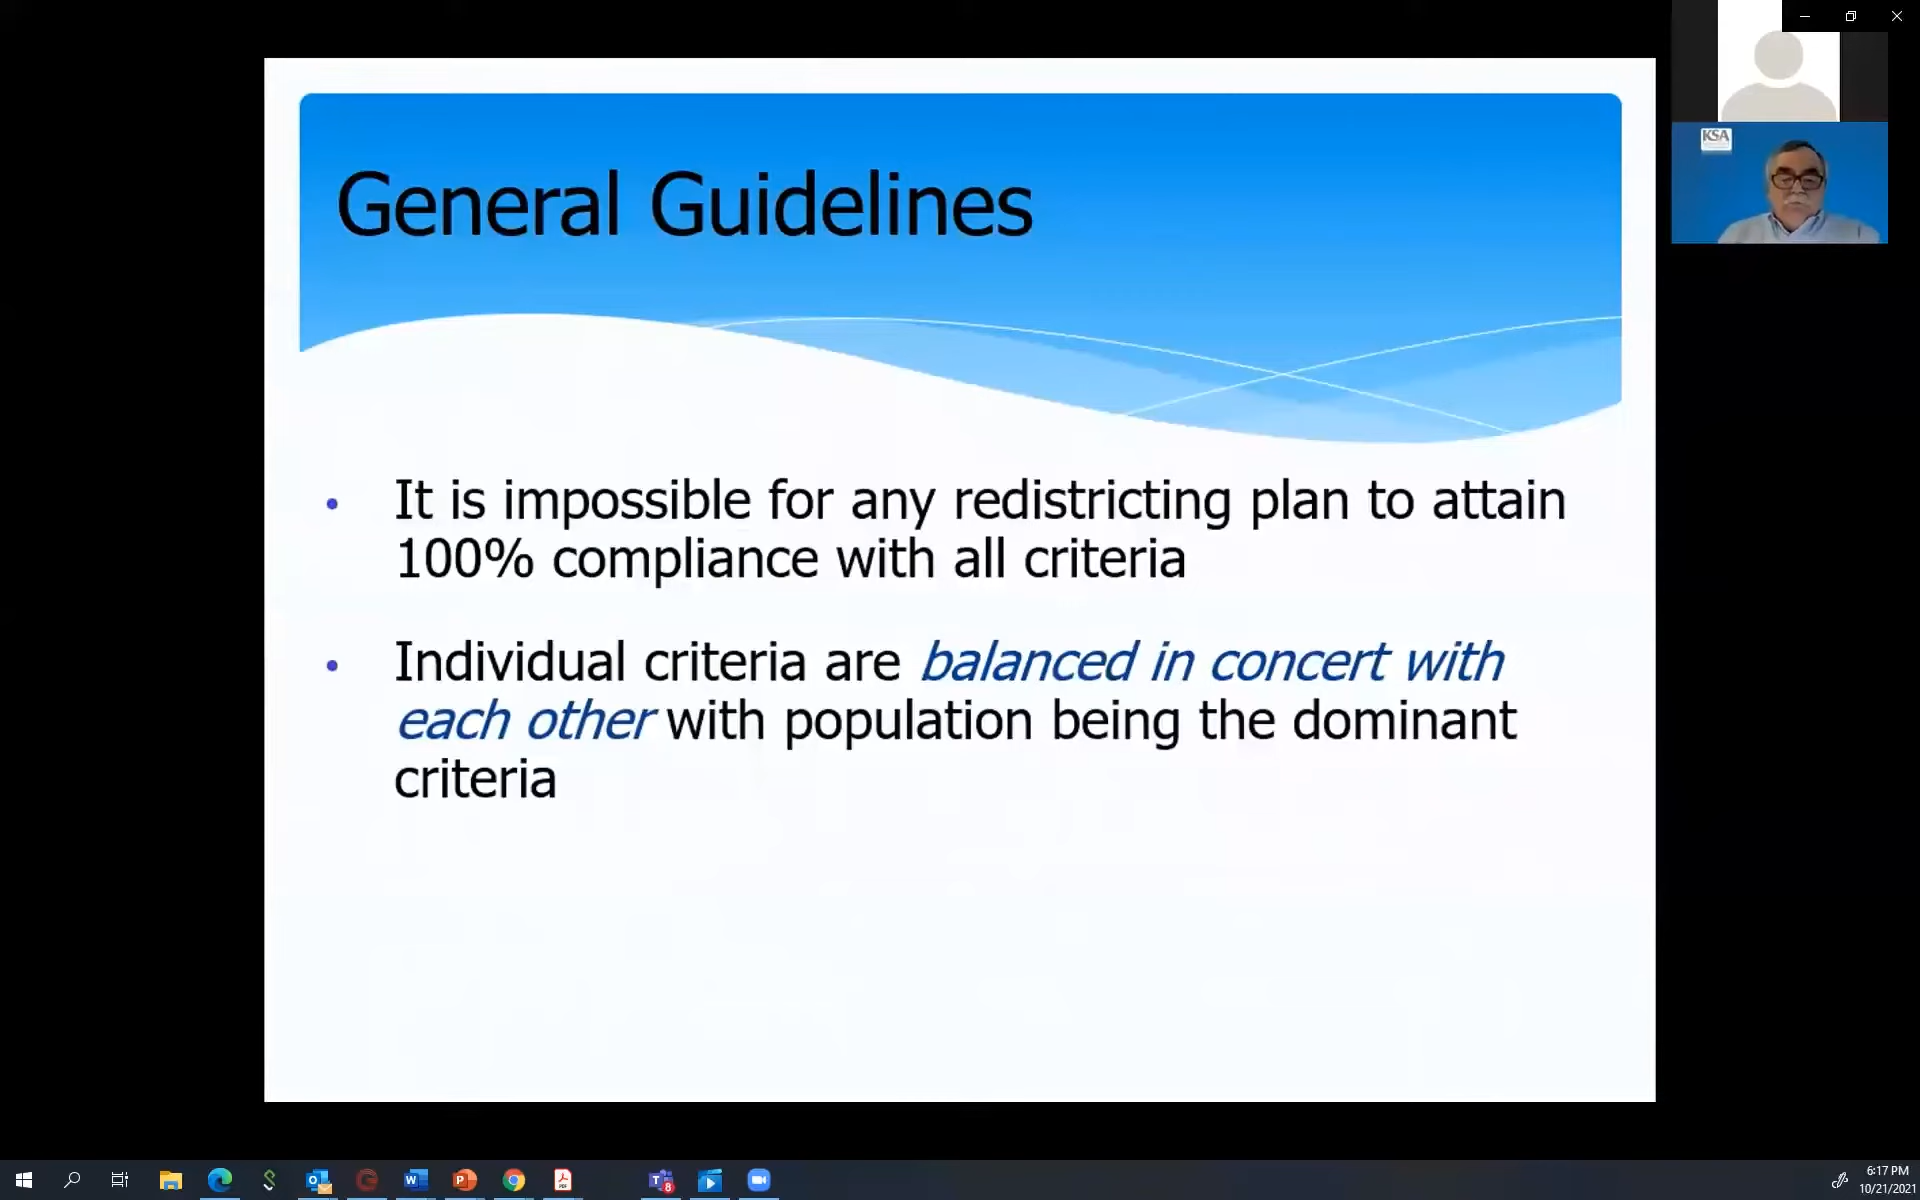 KSA
General Guidelines
• It is impossible for any redistricting plan to attain
100% compliance with all criteria
• Individual criteria are balanced in concert with
each other with population being the dominant
criteria
6:17 PM
10/21/2021